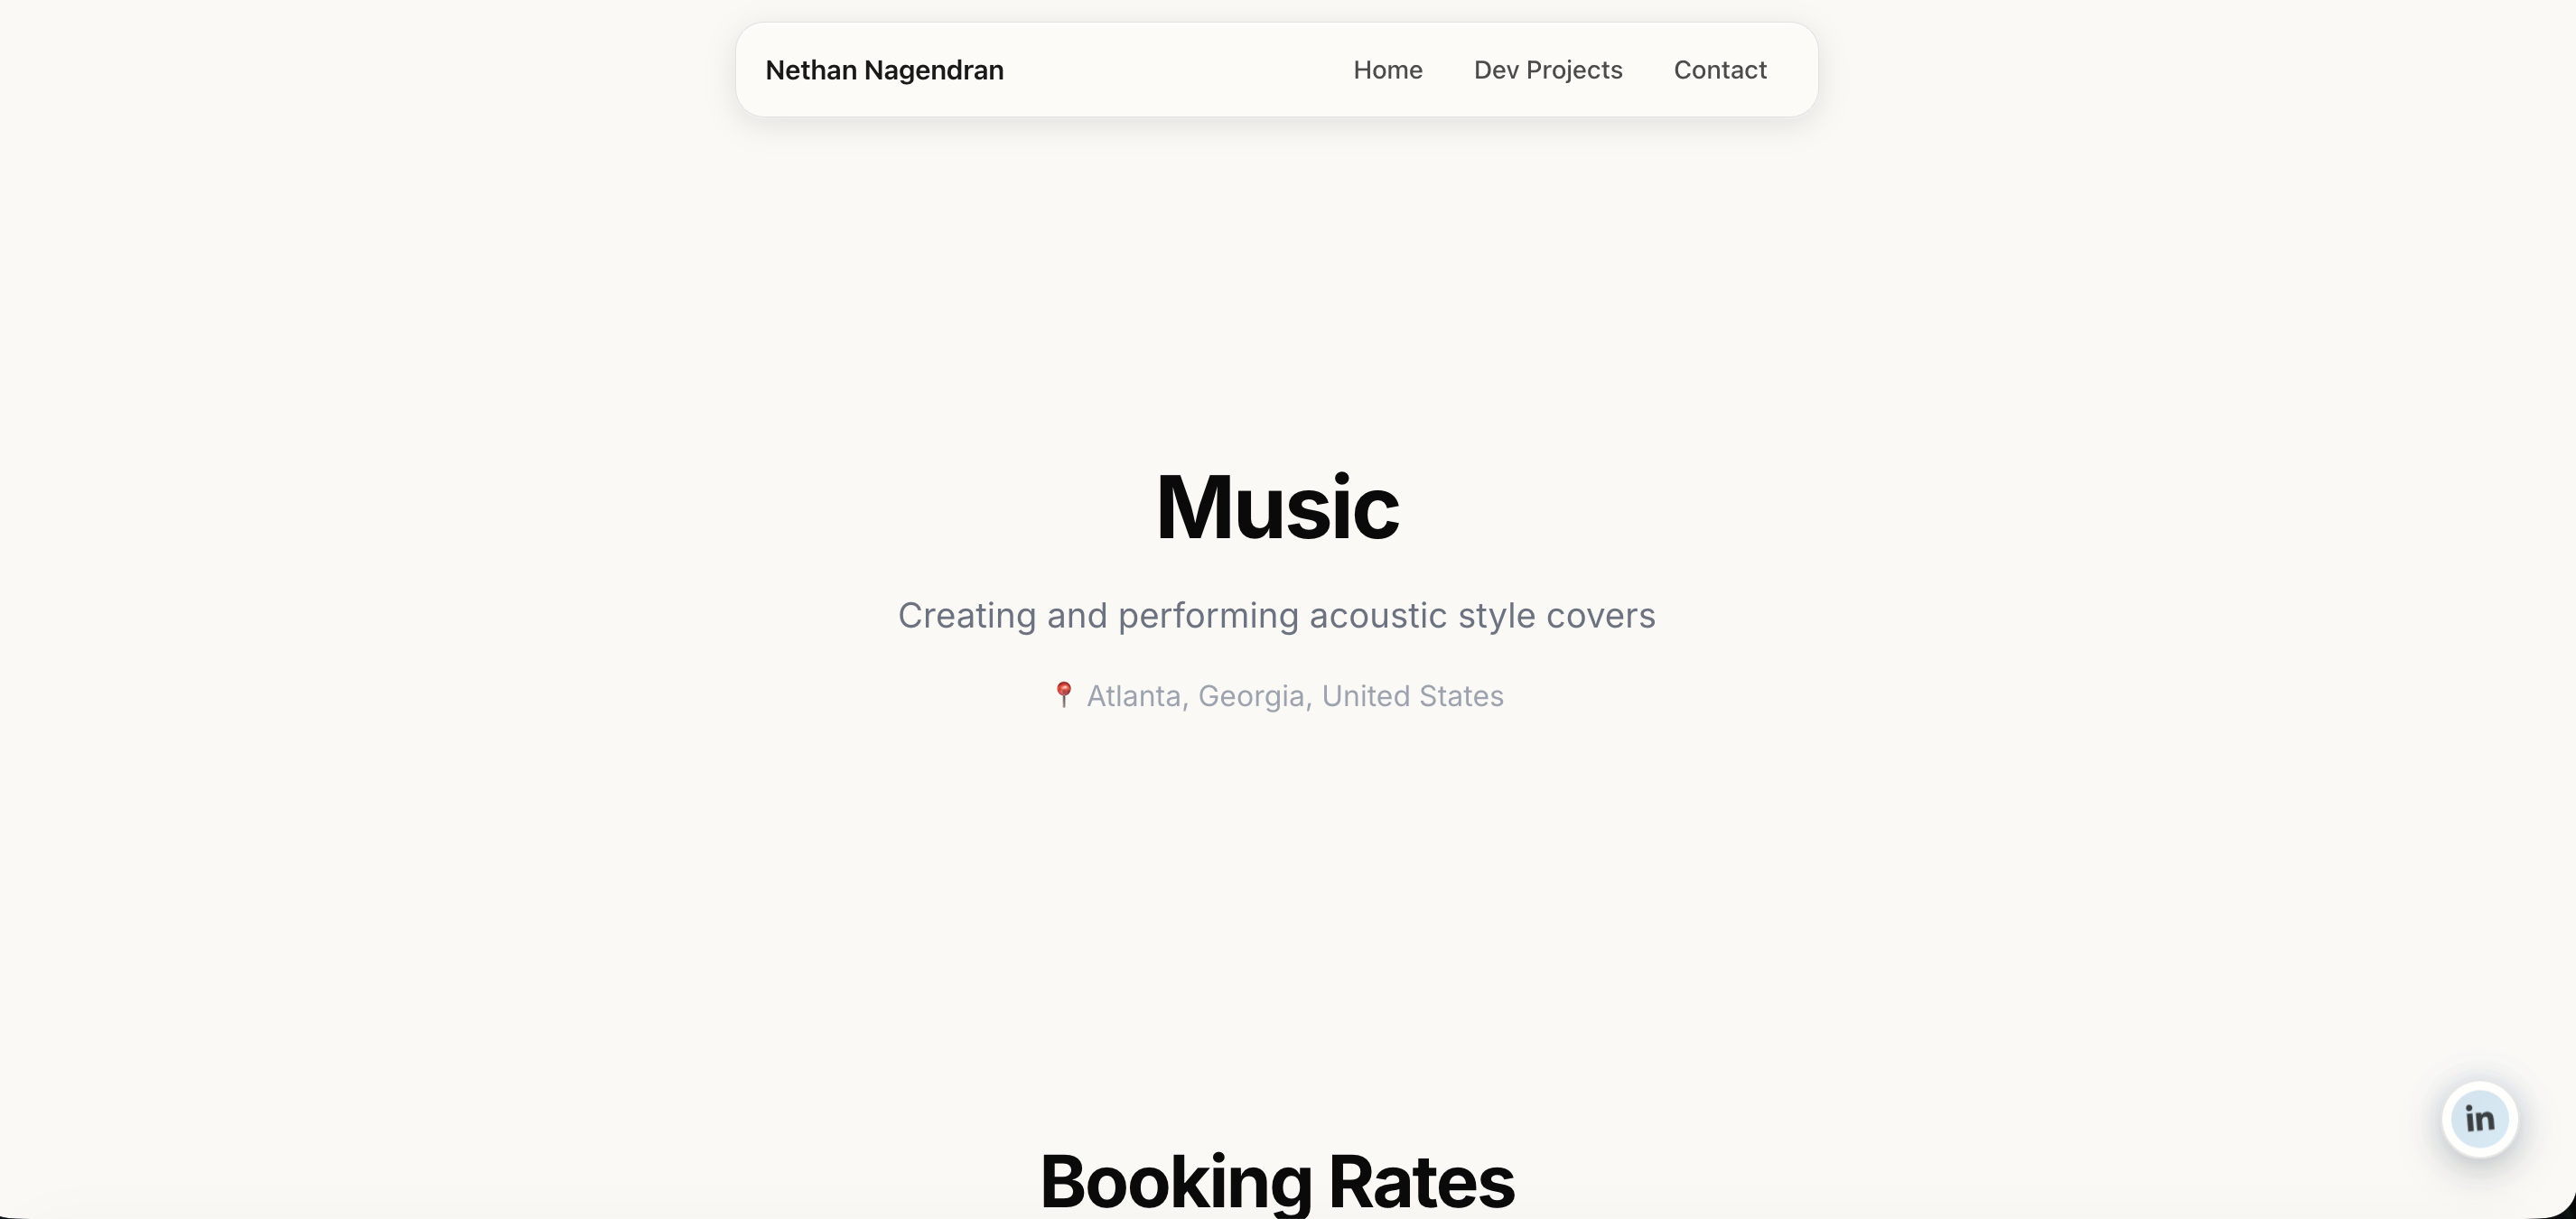 Nethan Nagendran
Home Dev Projects Contact
Music
Creating and performing acoustic style covers
📍 Atlanta, Georgia, United States
in
Booking Rates